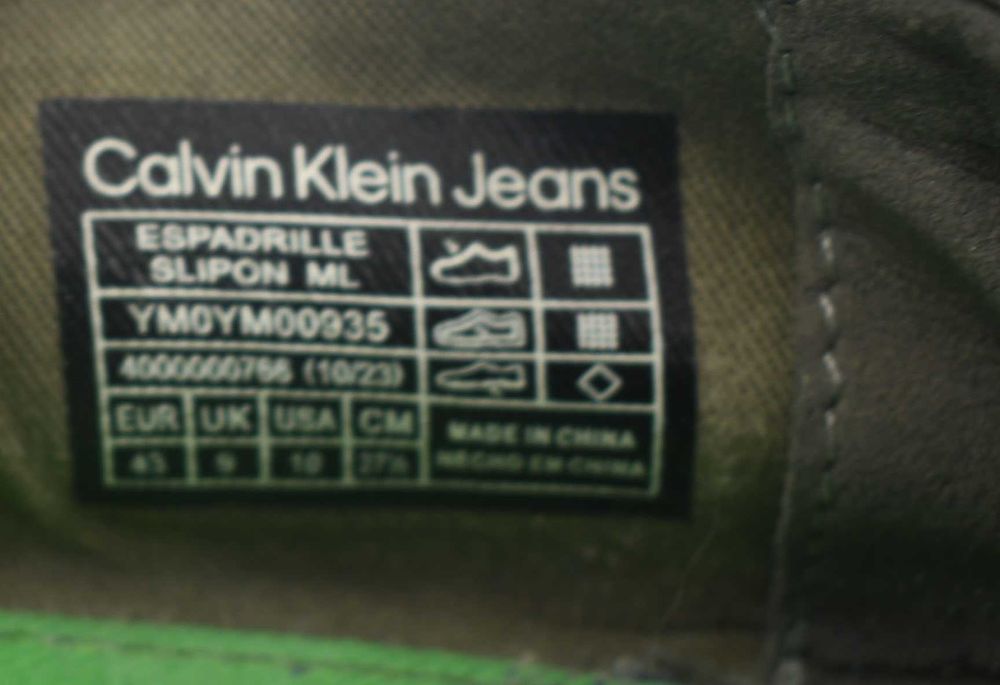 Calvin Klein Jeans
ESPADRILLE
SLIPON ML
YM0YM00935
4000000766 (10/23)
EUR UK USA CM
9 10
MADE IN CHINA
HECHO EN CHINA